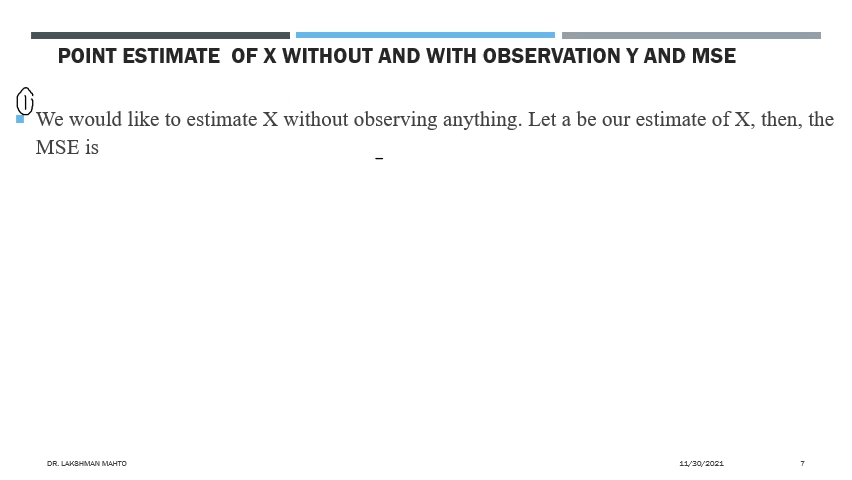 POINT ESTIMATE OF X WITHOUT AND WITH OBSERVATION Y AND MSE
1
We would like to estimate X without observing anything. Let a be our estimate of X, then, the
MSE is
DR. LAKSHMAN MAHTO
11/30/2021
7